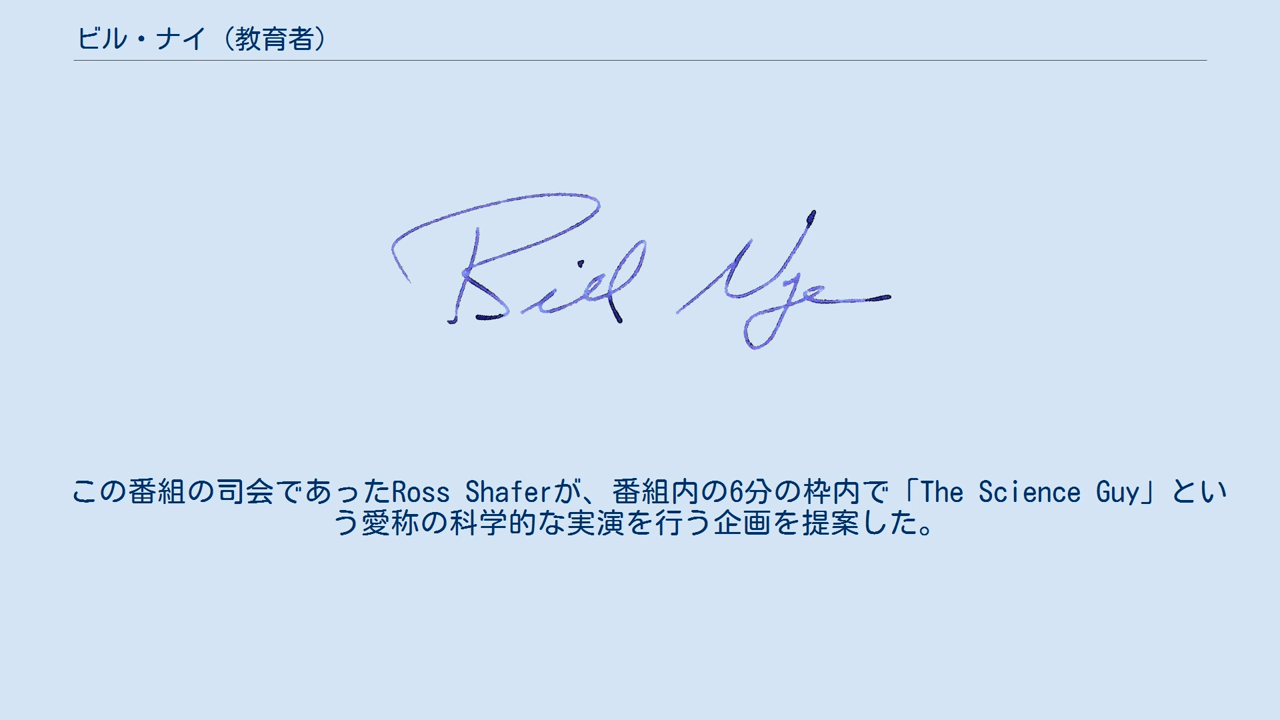 ビル・ナイ（教育者）
Bill Nye
この番組の司会であったRoss Shaferが、番組内の6分の枠内で「The Science Guy」とい
う愛称の科学的な実演を行う企画を提案した。